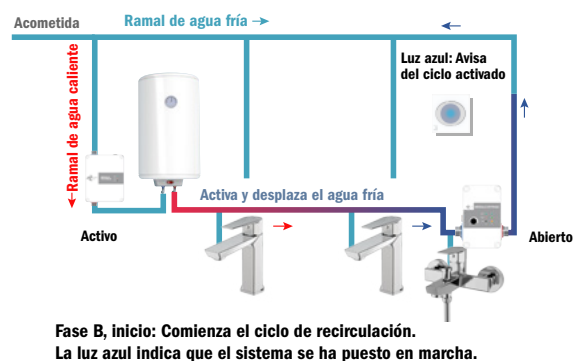 Acometida
Ramal de agua fría →
Luz azul: Avisa
del ciclo activado
Ramal de agua caliente
Activa y desplaza el agua fría
Activo
Abierto
Fase B, inicio: Comienza el ciclo de recirculación.
La luz azul indica que el sistema se ha puesto en marcha.